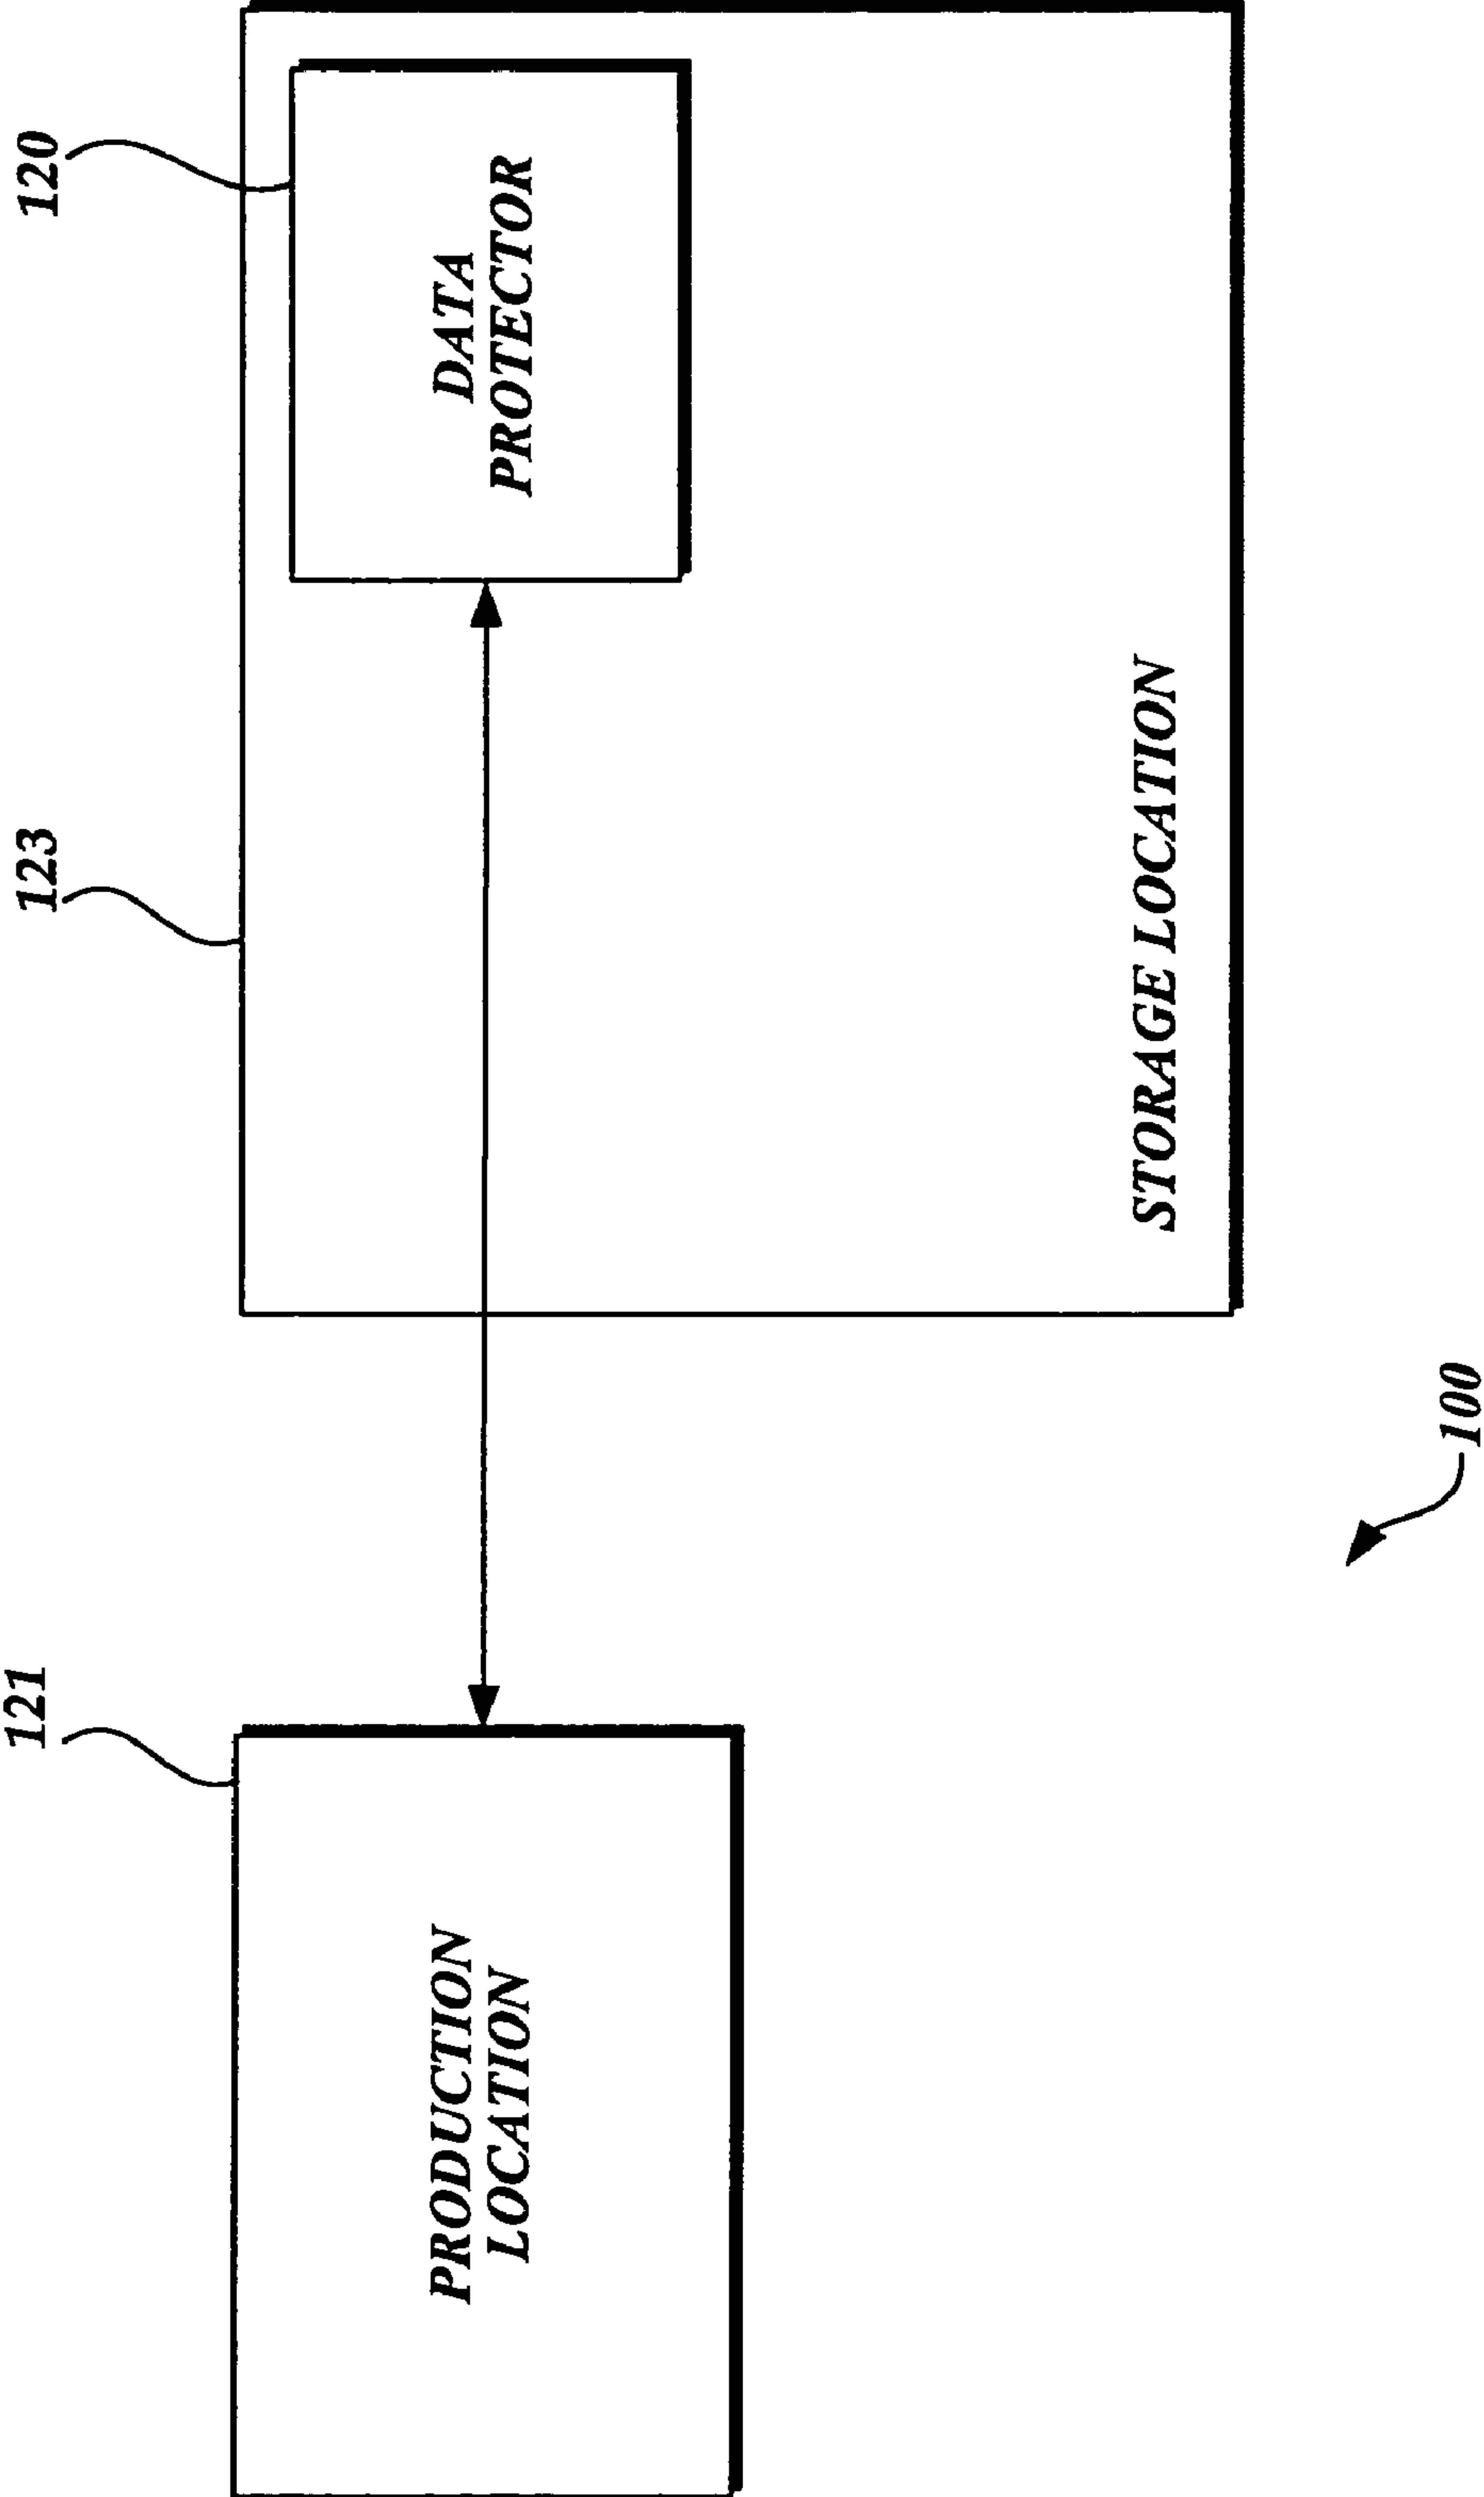 121
123
120
PRODUCTION
LOCATION
DATA
PROTECTOR
STORAGE LOCATION
100